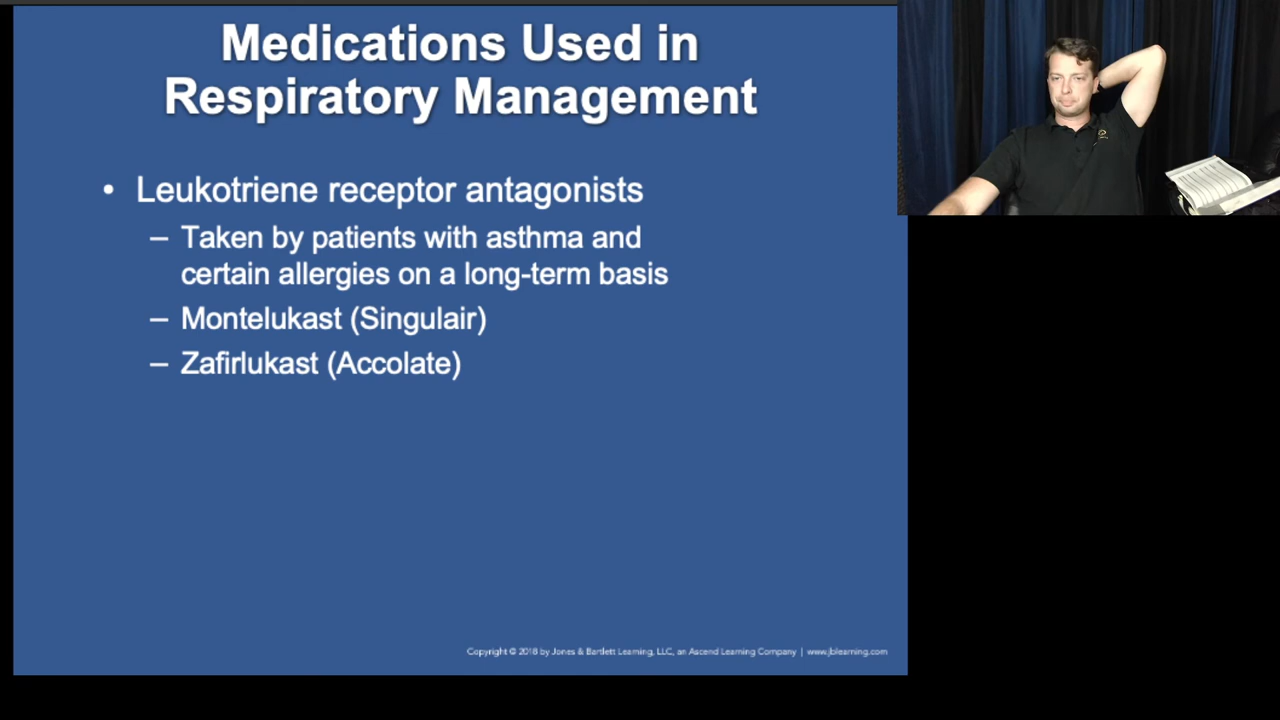 Medications Used in
Respiratory Management
• Leukotriene receptor antagonists
– Taken by patients with asthma and
certain allergies on a long-term basis
– Montelukast (Singulair)
– Zafirlukast (Accolate)
Copyright © 2018 by Jones & Bartlett Learning, LLC, an Ascend Learning Company | www.jblearning.com